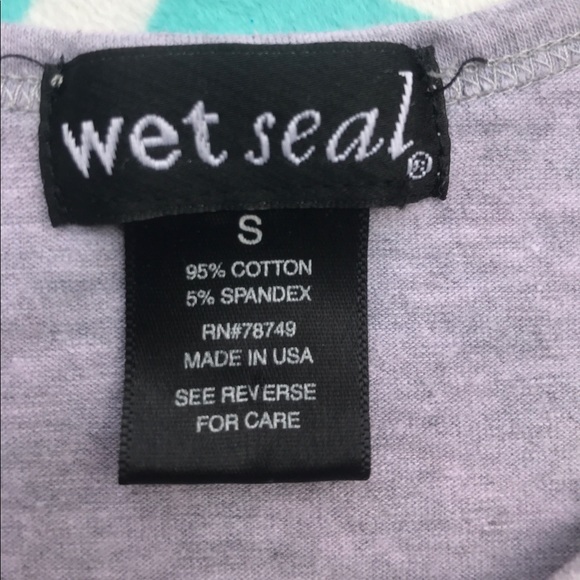 wet seal®
S
95% COTTON
5% SPANDEX
RN#78749
MADE IN USA
SEE REVERSE
FOR CARE